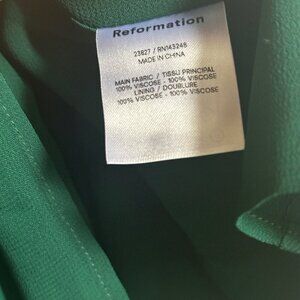 Reformation
23827 / RN143248
MADE IN CHINA
MAIN FABRIC / TISSU PRINCIPAL
100% VISCOSE - 100% VISCOSE
LINING / DOUBLURE
100% VISCOSE - 100% VISCOSE